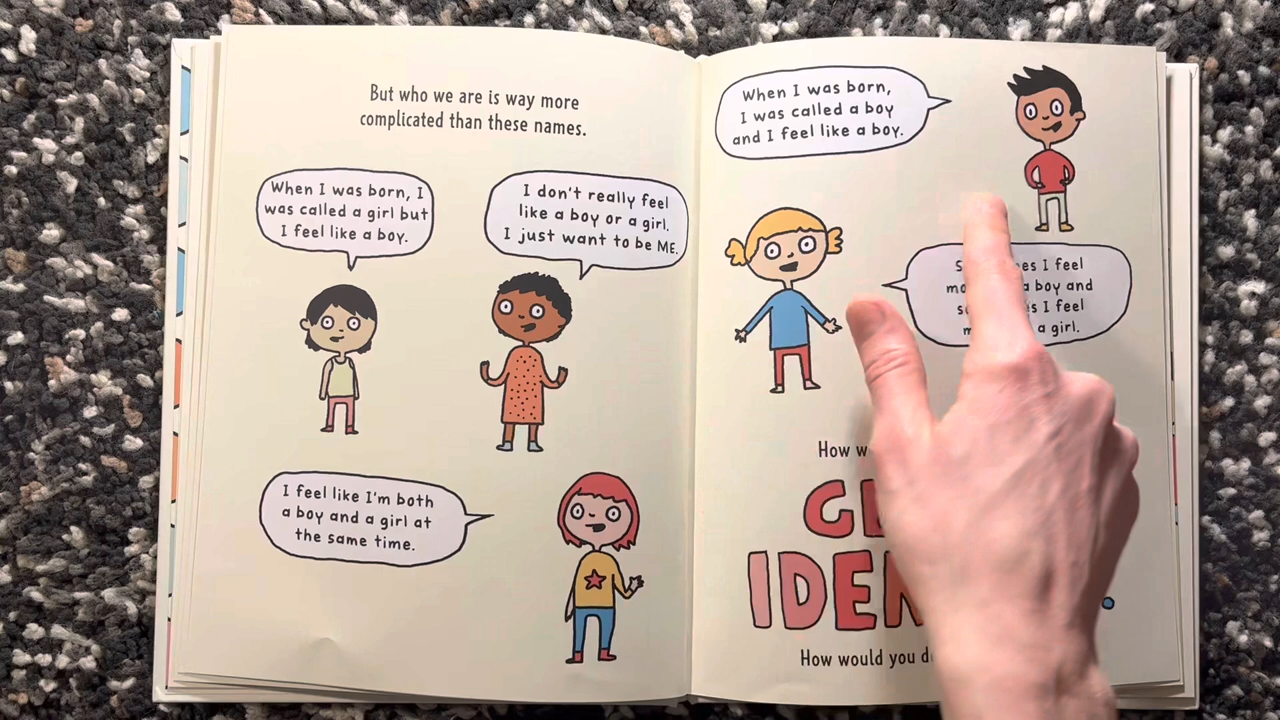 But who we are is way more
complicated than these names.
When I was born, I
was called a girl but
I feel like a boy.
I don't really feel
like a boy or a girl.
I just want to be ME.
I feel like I'm both
a boy and a girl at
the same time.
When I was born,
I was called a boy
and I feel like a boy.
I feel
a boy and
I feel
a girl.
How
How would you